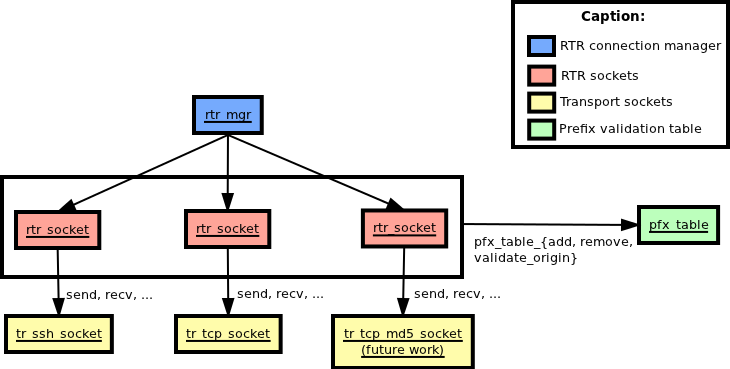 Caption:
RTR connection manager
RTR sockets
Transport sockets
Prefix validation table
rtr_mgr
rtr_socket
rtr_socket
rtr_socket
pfx_table
pfx_table_{add, remove,
validate_origin}
send, recv, ...
send, recv, ...
send, recv, ...
tr_ssh_socket
tr_tcp_socket
tr_tcp_md5_socket
(future work)